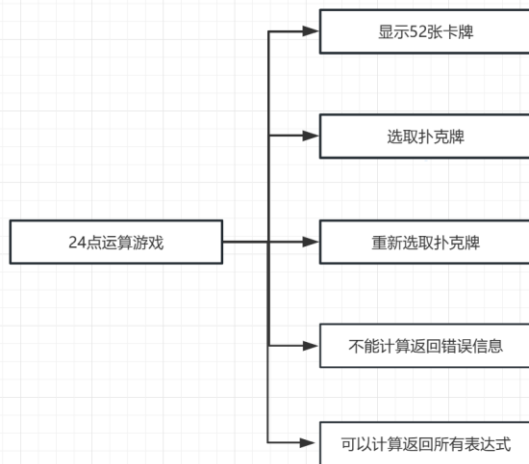 显示52张卡牌
选取扑克牌
24点运算游戏
重新选取扑克牌
不能计算返回错误信息
可以计算返回所有表达式